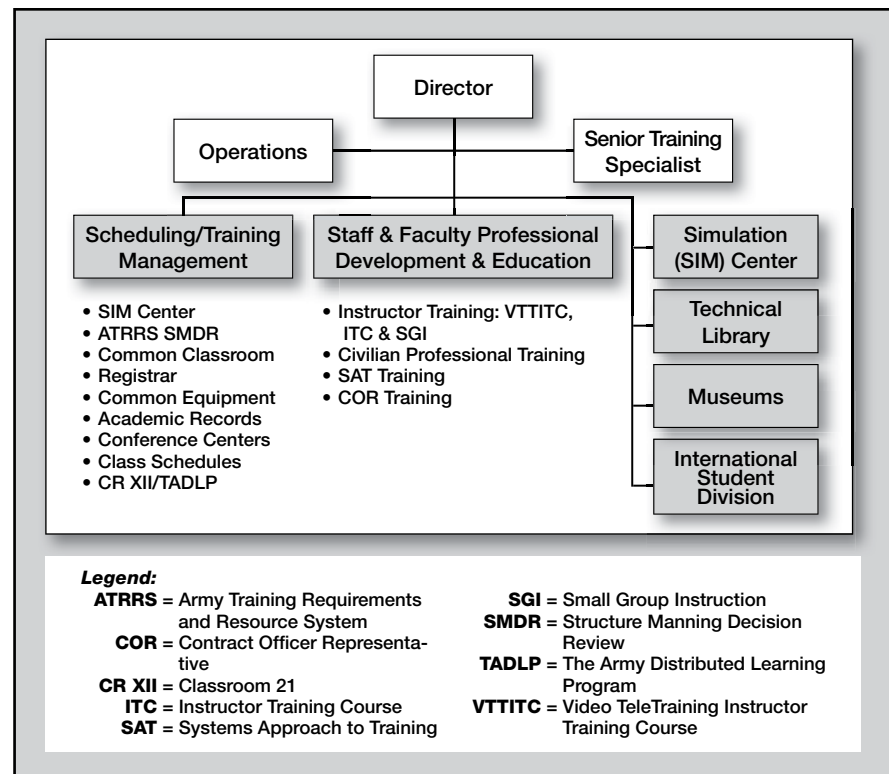 Director
Operations
Senior Training
Specialist
Scheduling/Training
Management
• SIM Center
• ATRRS SMDR
• Common Classroom
• Registrar
• Common Equipment
• Academic Records
• Conference Centers
• Class Schedules
• CR XII/TADLP
Staff & Faculty Professional
Development & Education
• Instructor Training: VTTITC,
ITC & SGI
• Civilian Professional Training
• SAT Training
• COR Training
Simulation
(SIM) Center
Technical
Library
Museums
International
Student
Division
Legend:
ATRRS = Army Training Requirements
and Resource System
COR = Contract Officer Representa-
tive
CR XII = Classroom 21
ITC = Instructor Training Course
SAT = Systems Approach to Training
SGI = Small Group Instruction
SMDR = Structure Manning Decision
Review
TADLP = The Army Distributed Learning
Program
VTTITC = Video TeleTraining Instructor
Training Course